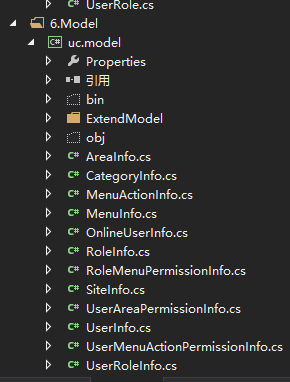 UserRole.cs
6.Model
C# uc.model
Properties
引用
bin
ExtendModel
obj
C# AreaInfo.cs
C# CategoryInfo.cs
C# MenuActionInfo.cs
C# MenuInfo.cs
C# OnlineUserInfo.cs
C# RoleInfo.cs
C# RoleMenuPermissionInfo.cs
C# SiteInfo.cs
C# UserAreaPermissionInfo.cs
C# UserInfo.cs
C# UserMenuActionPermissionInfo.cs
C# UserRoleInfo.cs